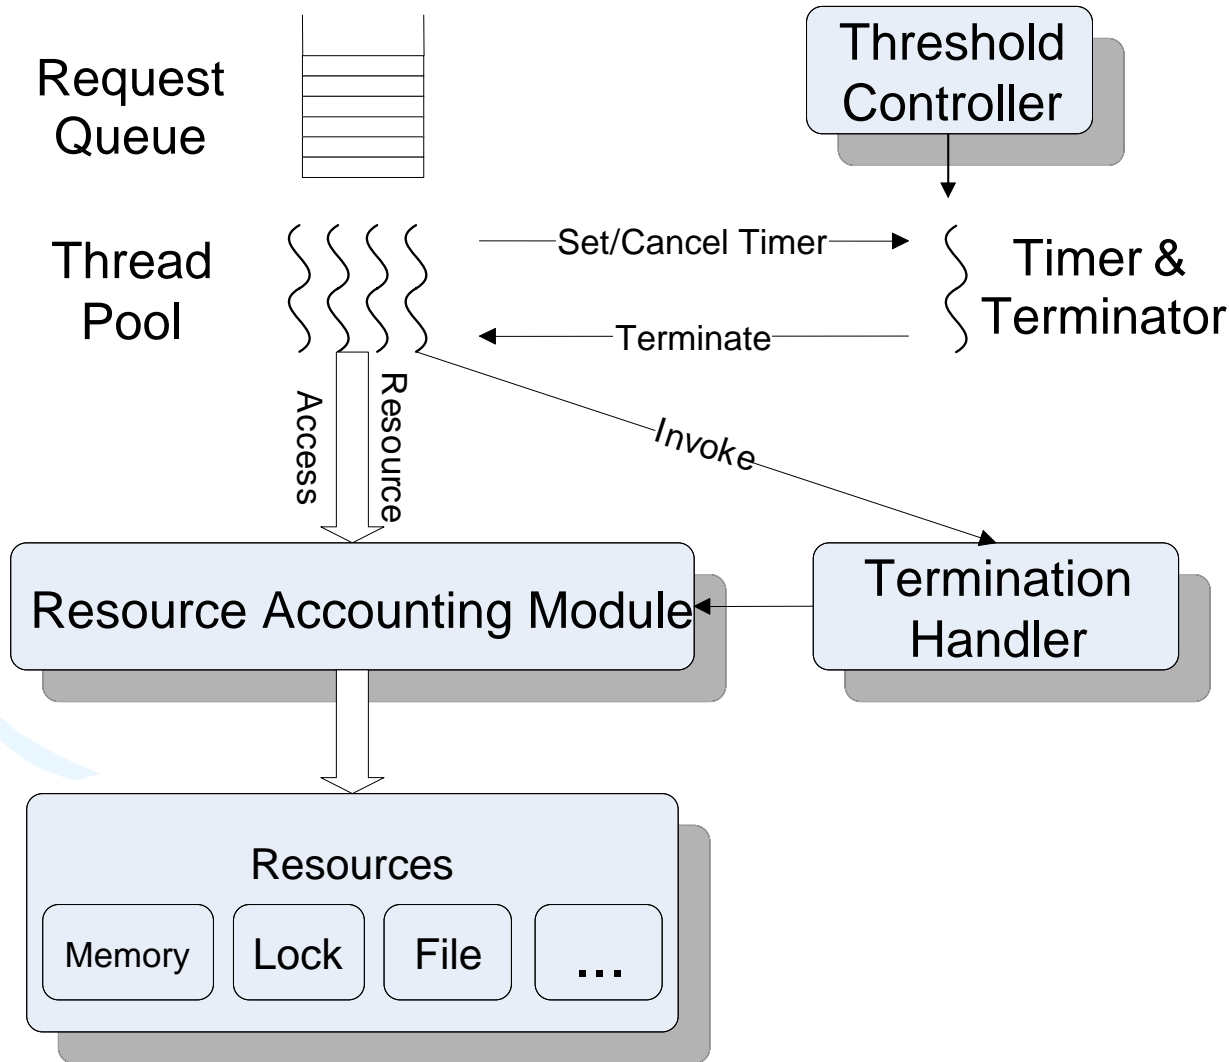 Request
Queue
Threshold
Controller
Thread
Pool
Set/Cancel Timer
Timer &
Terminator
Terminate
Access
Resource
Invoke
Resource Accounting Module
Termination
Handler
Resources
Memory
Lock
File
...